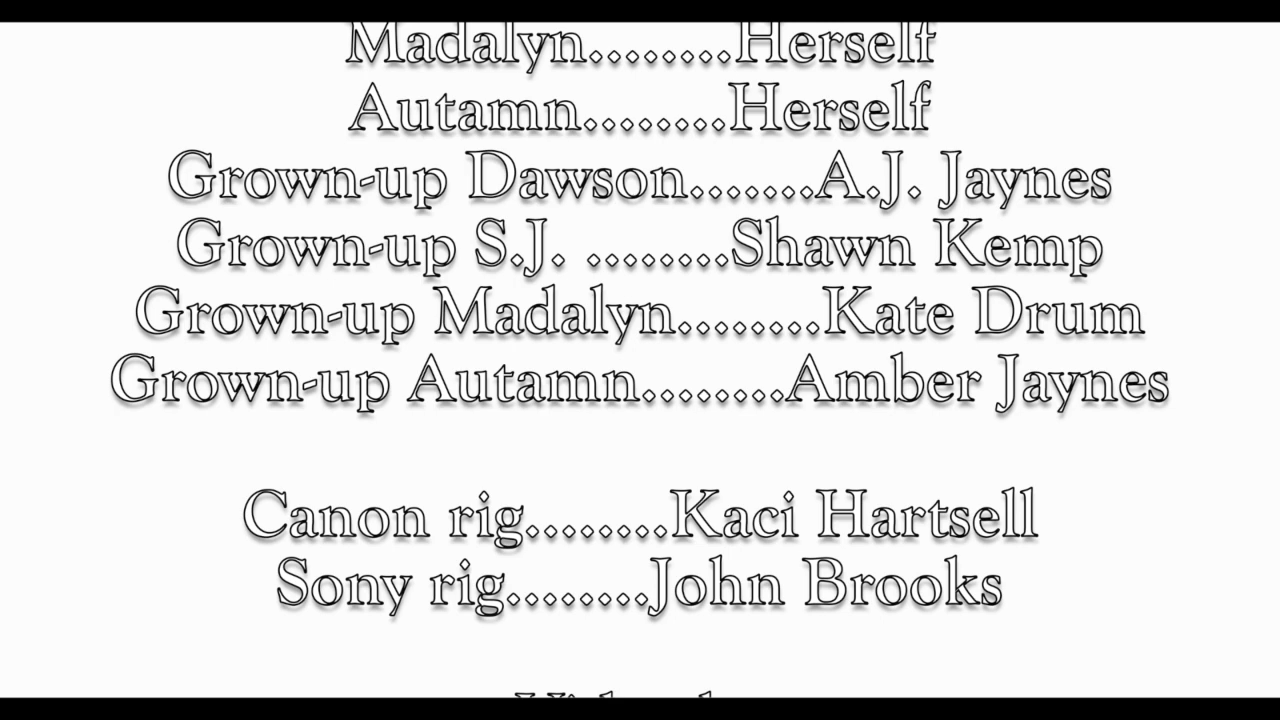 Madalyn........Herself
Autamn........Herself
Grown-up Dawson.......A.J. Jaynes
Grown-up S.J. ........Shawn Kemp
Grown-up Madalyn........Kate Drum
Grown-up Autamn........Amber Jaynes
Canon rig........Kaci Hartsell
Sony rig........John Brooks